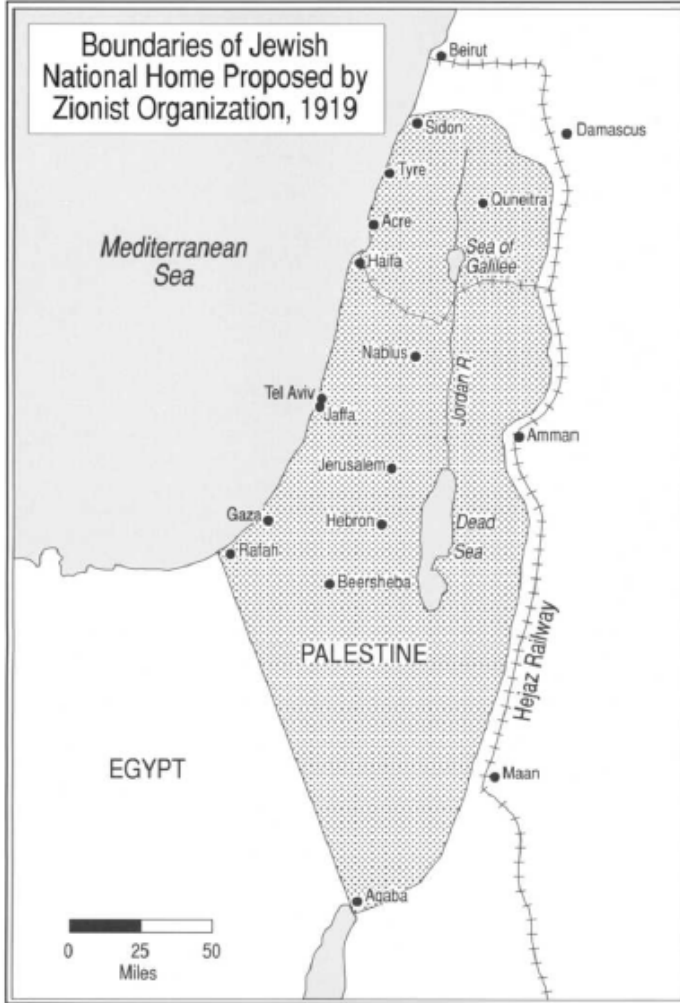 Boundaries of Jewish
National Home Proposed by
Zionist Organization, 1919
Beirut
Sidon
Damascus
Tyre
Quneitra
Acre
Mediterranean
Sea
Sea of
Galilee
Haifa
Nablus
Jordan R.
Tel Aviv
Jaffa
Amman
Jerusalem
Gaza
Hebron
Dead
Sea
Rafah
Beersheba
PALESTINE
Hejaz Railway
EGYPT
Maan
Aqaba
0 25 50
Miles